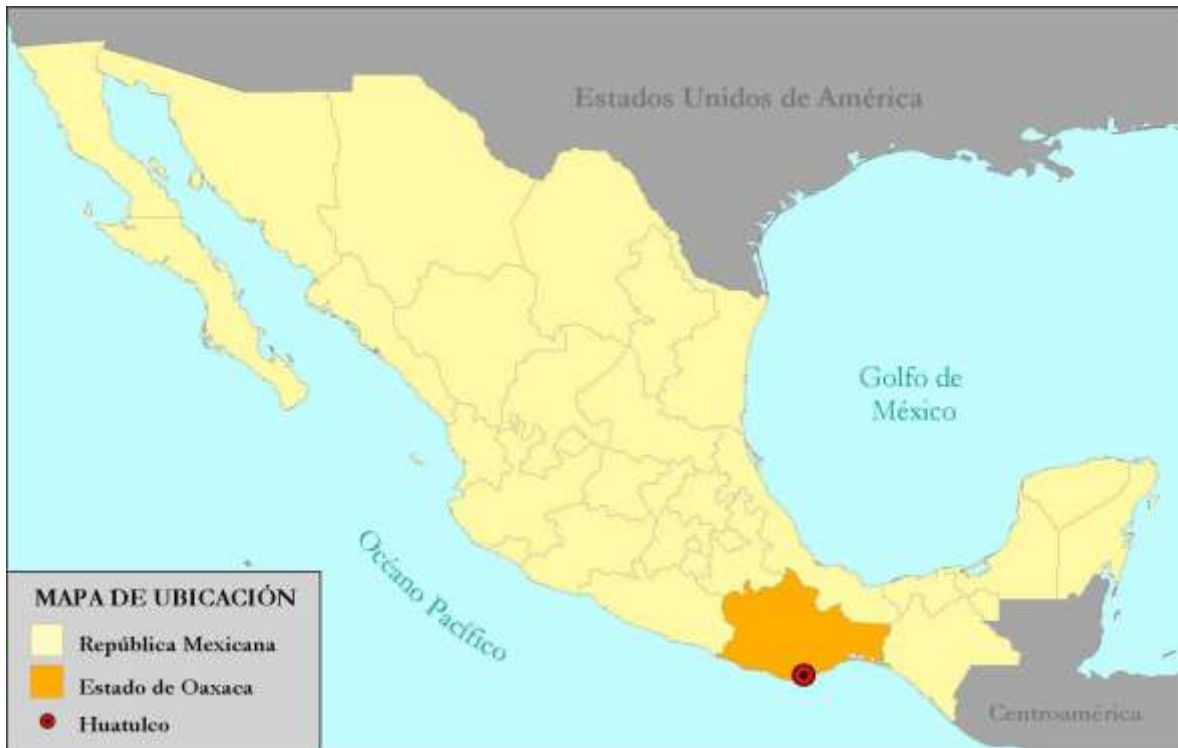 Estados Unidos de América
Golfo de
México
Océano Pacífico
MAPA DE UBICACIÓN
República Mexicana
Estado de Oaxaca
Huatulco
Centroamérica